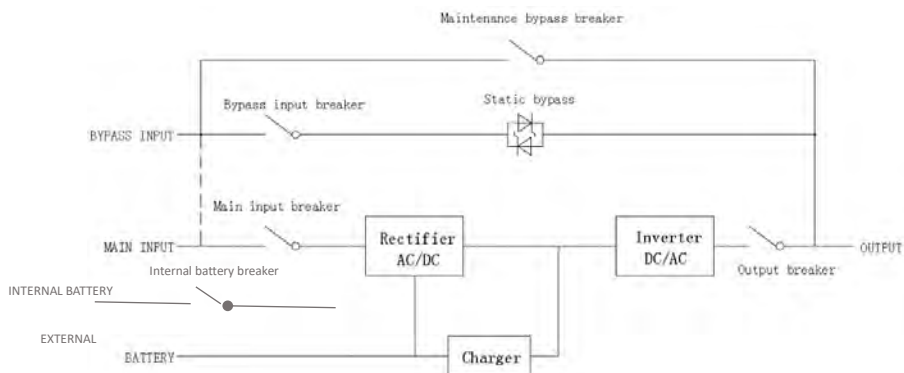 Maintenance bypass breaker
Bypass input breaker
Static bypass
BYPASS INPUT
Main input breaker
MAIN INPUT
Rectifier
AC/DC
Inverter
DC/AC
OUTPUT
Internal battery breaker
Output breaker
INTERNAL BATTERY
EXTERNAL
BATTERY
Charger